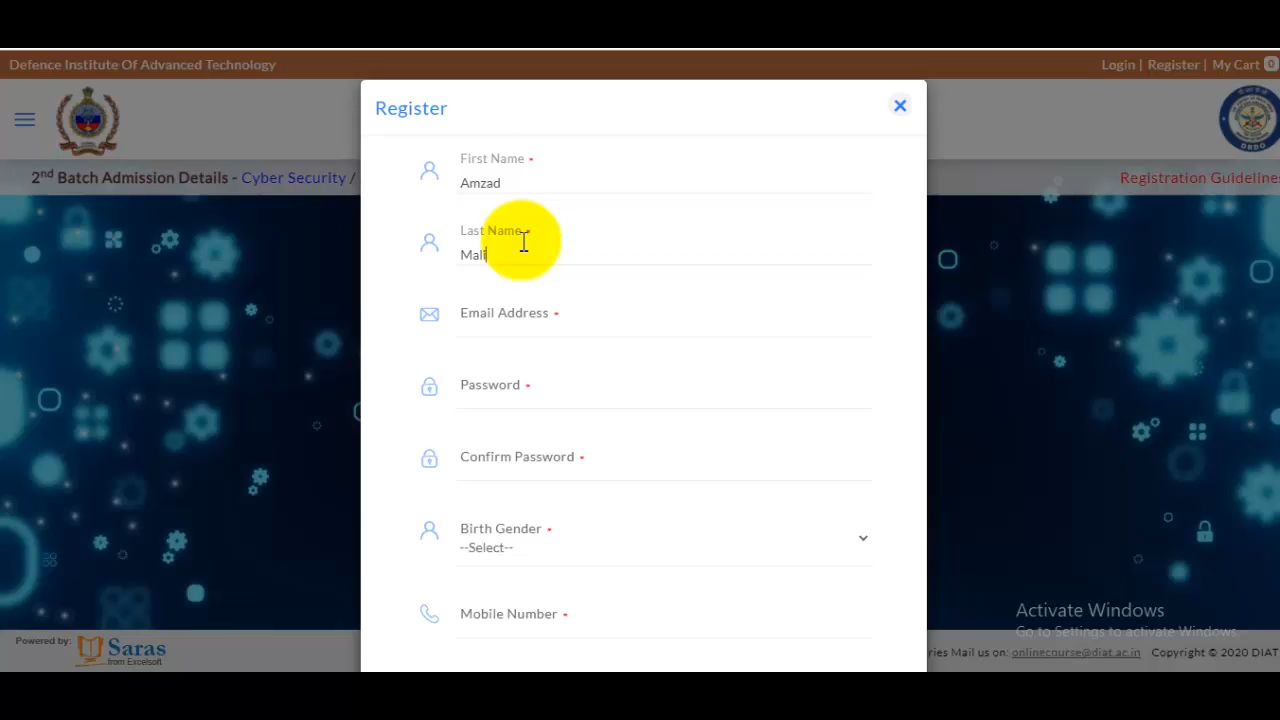 Defence Institute Of Advanced Technology
Login | Register | My Cart 0
Register
2nd Batch Admission Details - Cyber Security /
Registration Guidelines
First Name •
Amzad
Last Name •
Mali
Email Address •
Password •
Confirm Password •
Birth Gender •
--Select--
Mobile Number •
Activate Windows
Go to Settings to activate Windows.
Powered by:
Saras
from Excelsoft
ries Mail us on: onlinecourse@diat.ac.in Copyright © 2020 DIAT
DRDO